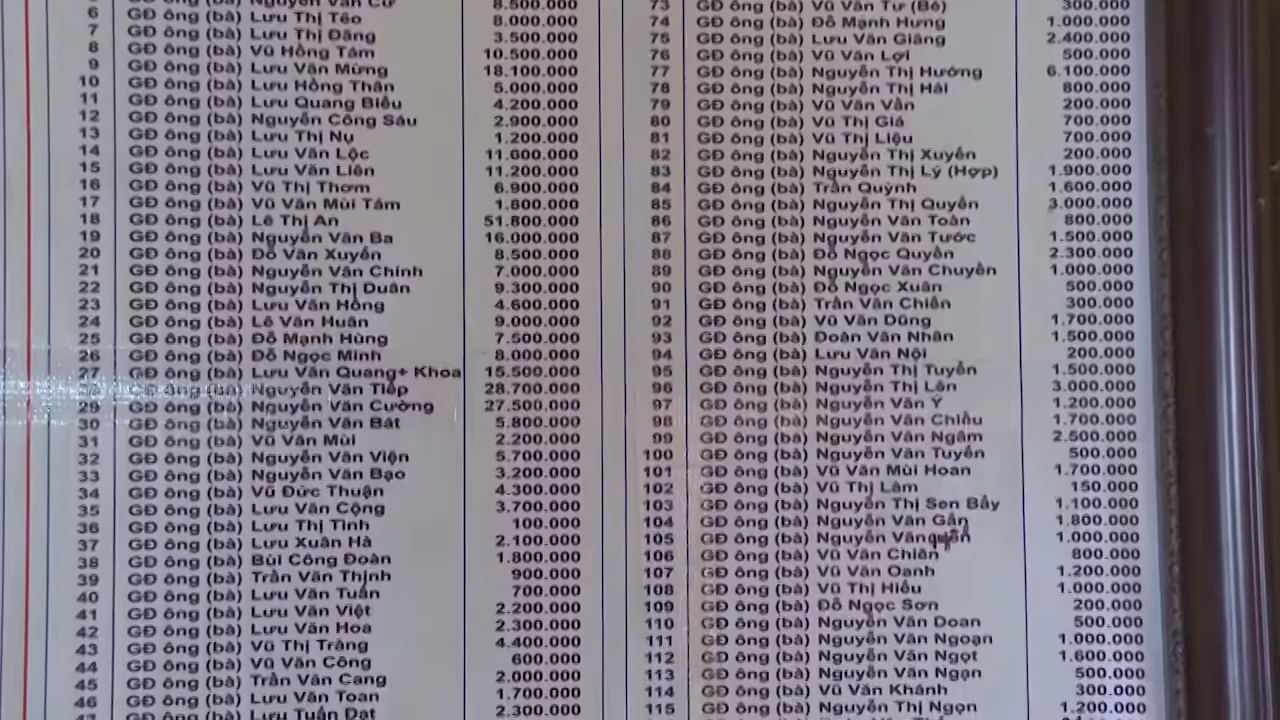 GĐ ông (bà) Nguyễn Văn Cư 8.500.000
6 GĐ ông (bà) Lưu Thị Tẻo 8.000.000
7 GĐ ông (bà) Lưu Thị Đăng 3.500.000
8 GĐ ông (bà) Vũ Hồng Tâm 10.500.000
9 GĐ ông (bà) Lưu Văn Mừng 18.100.000
10 GĐ ông (bà) Lưu Hồng Thân 5.000.000
11 GĐ ông (bà) Lưu Quang Biểu 4.200.000
12 GĐ ông (bà) Nguyễn Công Sáu 2.900.000
13 GĐ ông (bà) Lưu Thị Nụ 1.200.000
14 GĐ ông (bà) Lưu Văn Lộc 11.600.000
15 GĐ ông (bà) Lưu Văn Liên 11.200.000
16 GĐ ông (bà) Vũ Thị Thơm 6.900.000
17 GĐ ông (bà) Vũ Văn Mùi Tám 1.800.000
18 GĐ ông (bà) Lê Thị An 51.800.000
19 GĐ ông (bà) Nguyễn Văn Ba 16.000.000
20 GĐ ông (bà) Đỗ Văn Xuyến 8.500.000
21 GĐ ông (bà) Nguyễn Văn Chính 7.000.000
22 GĐ ông (bà) Nguyễn Thị Duân 9.300.000
23 GĐ ông (bà) Lưu Văn Hồng 4.600.000
24 GĐ ông (bà) Lê Văn Huân 9.000.000
25 GĐ ông (bà) Đỗ Mạnh Hùng 7.500.000
26 GĐ ông (bà) Đỗ Ngọc Minh 8.000.000
27 GĐ ông (bà) Lưu Văn Quang+ Khoa 15.500.000
28 GĐ ông (bà) Nguyễn Văn Tiếp 28.700.000
29 GĐ ông (bà) Nguyễn Văn Cường 27.500.000
30 GĐ ông (bà) Nguyễn Văn Bát 5.800.000
31 GĐ ông (bà) Vũ Văn Mùi 2.200.000
32 GĐ ông (bà) Nguyễn Văn Viện 5.700.000
33 GĐ ông (bà) Nguyễn Văn Bạo 3.200.000
34 GĐ ông (bà) Vũ Đức Thuận 4.300.000
35 GĐ ông (bà) Lưu Văn Cộng 3.700.000
36 GĐ ông (bà) Lưu Thị Tình 100.000
37 GĐ ông (bà) Lưu Xuân Hà 2.100.000
38 GĐ ông (bà) Bùi Công Đoàn 1.800.000
39 GĐ ông (bà) Trần Văn Thịnh 900.000
40 GĐ ông (bà) Lưu Văn Tuấn 700.000
41 GĐ ông (bà) Lưu Văn Việt 2.200.000
42 GĐ ông (bà) Lưu Văn Hoa 2.300.000
43 GĐ ông (bà) Vũ Thị Tràng 4.400.000
44 GĐ ông (bà) Vũ Văn Công 600.000
45 GĐ ông (bà) Trần Văn Cang 2.000.000
46 GĐ ông (bà) Lưu Văn Toan 1.700.000
47 GĐ ông (bà) Lưu Tuấn Đạt 2.300.000
73 GĐ ông (bà) Vũ Văn Tư (Bé) 300.000
74 GĐ ông (bà) Đỗ Mạnh Hưng 1.000.000
75 GĐ ông (bà) Lưu Văn Giảng 2.400.000
76 GĐ ông (bà) Vũ Văn Lợi 500.000
77 GĐ ông (bà) Nguyễn Thị Hướng 6.100.000
78 GĐ ông (bà) Nguyễn Thị Hải 800.000
79 GĐ ông (bà) Vũ Văn Vẩn 200.000
80 GĐ ông (bà) Vũ Thị Giá 700.000
81 GĐ ông (bà) Vũ Thị Liệu 700.000
82 GĐ ông (bà) Nguyễn Thị Xuyến 200.000
83 GĐ ông (bà) Nguyễn Thị Lý (Hợp) 1.900.000
84 GĐ ông (bà) Trần Quỳnh 1.600.000
85 GĐ ông (bà) Nguyễn Thị Quyến 3.000.000
86 GĐ ông (bà) Nguyễn Văn Toàn 800.000
87 GĐ ông (bà) Nguyễn Văn Tước 1.500.000
88 GĐ ông (bà) Đỗ Ngọc Quyền 2.300.000
89 GĐ ông (bà) Nguyễn Văn Chuyền 1.000.000
90 GĐ ông (bà) Đỗ Ngọc Xuân 500.000
91 GĐ ông (bà) Trần Văn Chiên 300.000
92 GĐ ông (bà) Vũ Văn Dũng 1.700.000
93 GĐ ông (bà) Đoàn Văn Nhân 1.500.000
94 GĐ ông (bà) Lưu Văn Nội 200.000
95 GĐ ông (bà) Nguyễn Thị Tuyển 1.500.000
96 GĐ ông (bà) Nguyễn Thị Lên 3.000.000
97 GĐ ông (bà) Nguyễn Văn Ý 1.200.000
98 GĐ ông (bà) Nguyễn Văn Chiểu 1.700.000
99 GĐ ông (bà) Nguyễn Văn Ngâm 2.500.000
100 GĐ ông (bà) Nguyễn Văn Tuyển 500.000
101 GĐ ông (bà) Vũ Văn Mùi Hoan 1.700.000
102 GĐ ông (bà) Vũ Thị Lâm 150.000
103 GĐ ông (bà) Nguyễn Thị Sen Bẩy 1.100.000
104 GĐ ông (bà) Nguyễn Văn Gấn 1.800.000
105 GĐ ông (bà) Nguyễn Văn 1.000.000
106 GĐ ông (bà) Vũ Văn Chiên 800.000
107 GĐ ông (bà) Vũ Văn Oanh 1.200.000
108 GĐ ông (bà) Vũ Thị Hiếu 1.000.000
109 GĐ ông (bà) Đỗ Ngọc Sơn 200.000
110 GĐ ông (bà) Nguyễn Văn Doan 500.000
111 GĐ ông (bà) Nguyễn Văn Ngoạn 1.000.000
112 GĐ ông (bà) Nguyễn Văn Ngọt 1.600.000
113 GĐ ông (bà) Nguyễn Văn Ngạn 500.000
114 GĐ ông (bà) Vũ Văn Khánh 300.000
115 GĐ ông (bà) Nguyễn Thị Ngọn 1.200.000